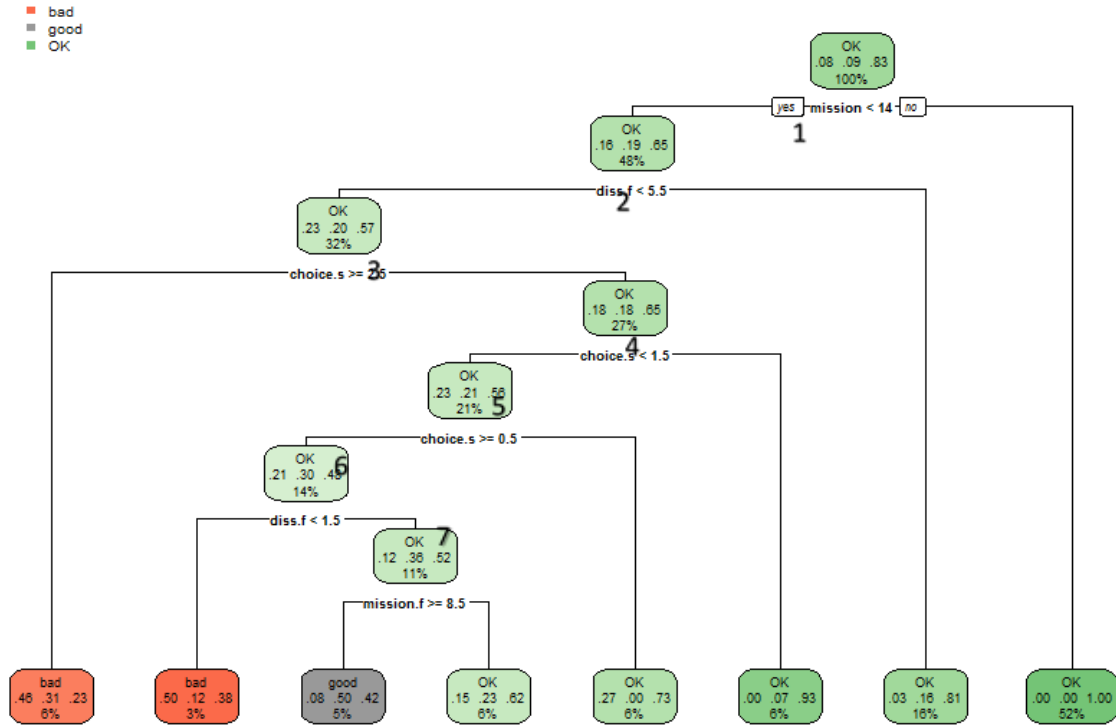 bad
good
OK
OK
.08 .09 .83
100%
yes mission < 14 no
1
OK
.16 .19 .65
48%
diss.f < 5.5
2
OK
.23 .20 .57
32%
choice.s >= 5
3
OK
.18 .18 .65
27%
4
choice.s < 1.5
OK
.23 .21 .56
21% 5
choice.s >= 0.5
OK 6
.21 .30
14%
diss.f < 1.5
7
OK
.12 .36 .52
11%
mission.f >= 8.5
bad
.46 .31 .23
6%
bad
.50 .12 .38
3%
good
.08 .50 .42
5%
OK
.15 .23 .62
6%
OK
.27 .00 .73
6%
OK
.00 .07 .93
6%
OK
.03 .16 .81
16%
OK
.00 .00 1.00
52%